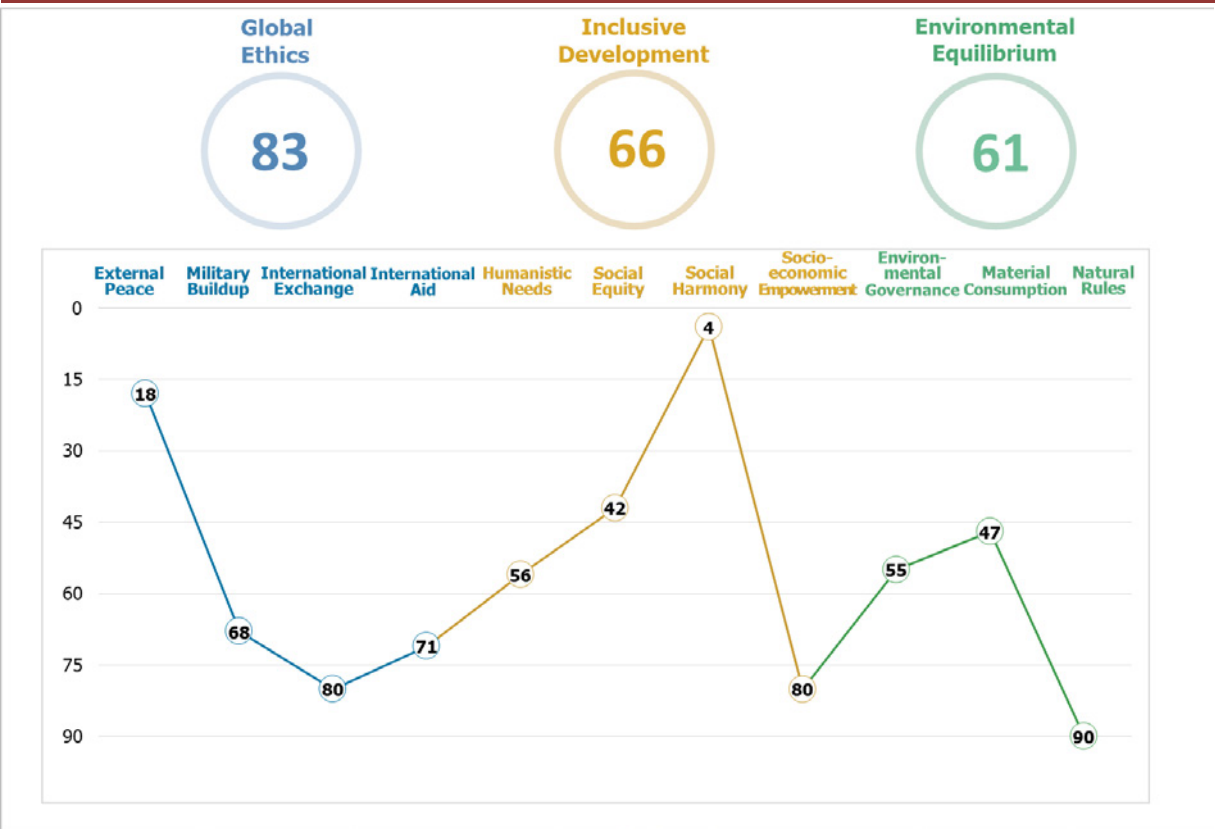 Global
Ethics
Inclusive
Development
Environmental
Equilibrium
83
66
61
External
Peace
Military
Buildup
International
Exchange
International
Aid
Humanistic
Needs
Social
Equity
Social
Harmony
Socio-
economic
Empowerment
Environ-
mental
Governance
Material
Consumption
Natural
Rules
0
15
30
45
60
75
90
18
68
80
71
56
42
4
80
55
47
90